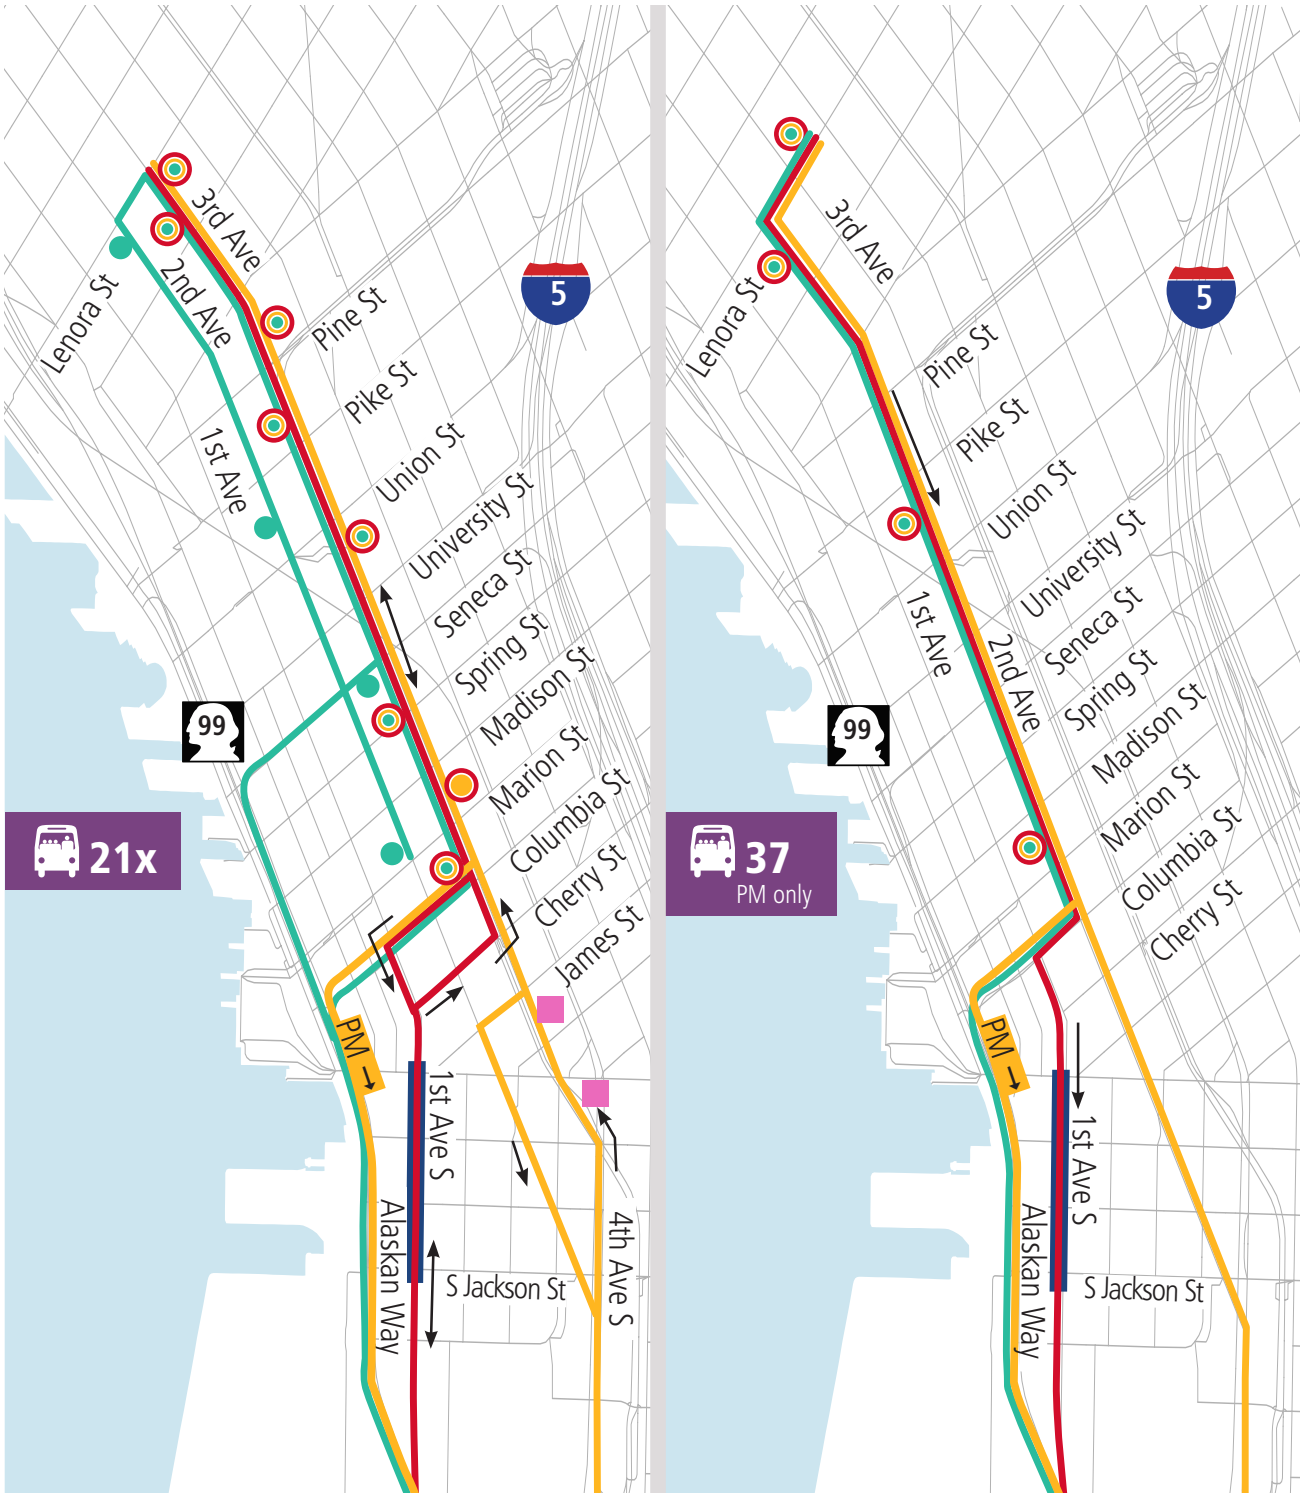 3rd Ave
2nd Ave
Lenora St
Pine St
5
Pike St
1st Ave
Union St
University St
Seneca St
Spring St
Madison St
99
Marion St
Columbia St
21x
Cherry St
James St
PM
1st Ave S
Alaskan Way
4th Ave S
S Jackson St
3rd Ave
Lenora St
5
Pine St
Pike St
Union St
University St
1st Ave
Seneca St
2nd Ave
Spring St
Madison St
99
Marion St
Columbia St
37
PM only
Cherry St
PM
1st Ave S
Alaskan Way
S Jackson St